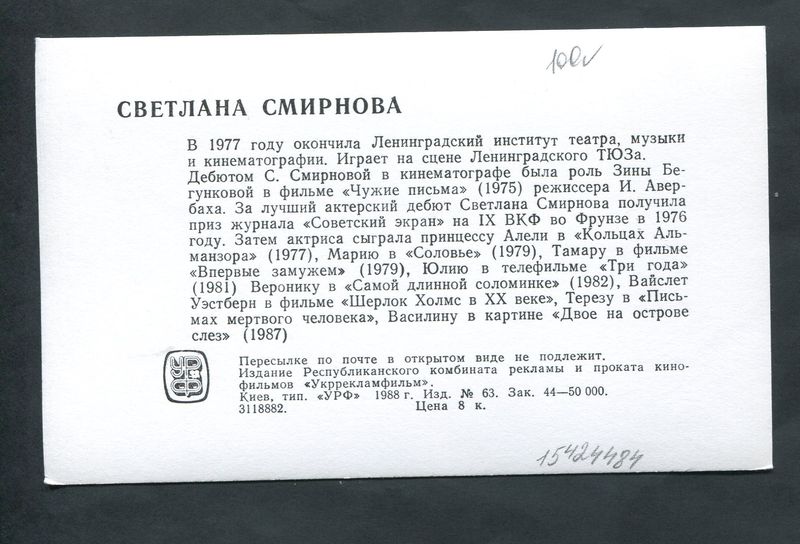 100v
СВЕТЛАНА СМИРНОВА
В 1977 году окончила Ленинградский институт театра, музыки
и кинематографии. Играет на сцене Ленинградского ТЮЗа.
Дебютом С. Смирновой в кинематографе была роль Зины Бе-
гунковой в фильме «Чужие письма» (1975) режиссера И. Авер-
баха. За лучший актерский дебют Светлана Смирнова получила
приз журнала «Советский экран» на IX ВКФ во Фрунзе в 1976
году. Затем актриса сыграла принцессу Алели в «Кольцах Аль-
манзора» (1977), Марию в «Соловье» (1979), Тамару в фильме
«Впервые замужем» (1979), Юлию в телефильме «Три года»
(1981) Веронику в «Самой длинной соломинке» (1982), Вайслет
Уэстберн в фильме «Шерлок Холмс в XX веке», Терезу в «Пись-
мах мертвого человека», Василину в картине «Двое на острове
слез» (1987)
Пересылке по почте в открытом виде не подлежит.
Издание Республиканского комбината рекламы и проката кино-
фильмов «Укррекламфильм».
Киев, тип. «УРФ» 1988 г. Изд. № 63. Зак. 44—50 000.
3118882. Цена 8 к.
15424484